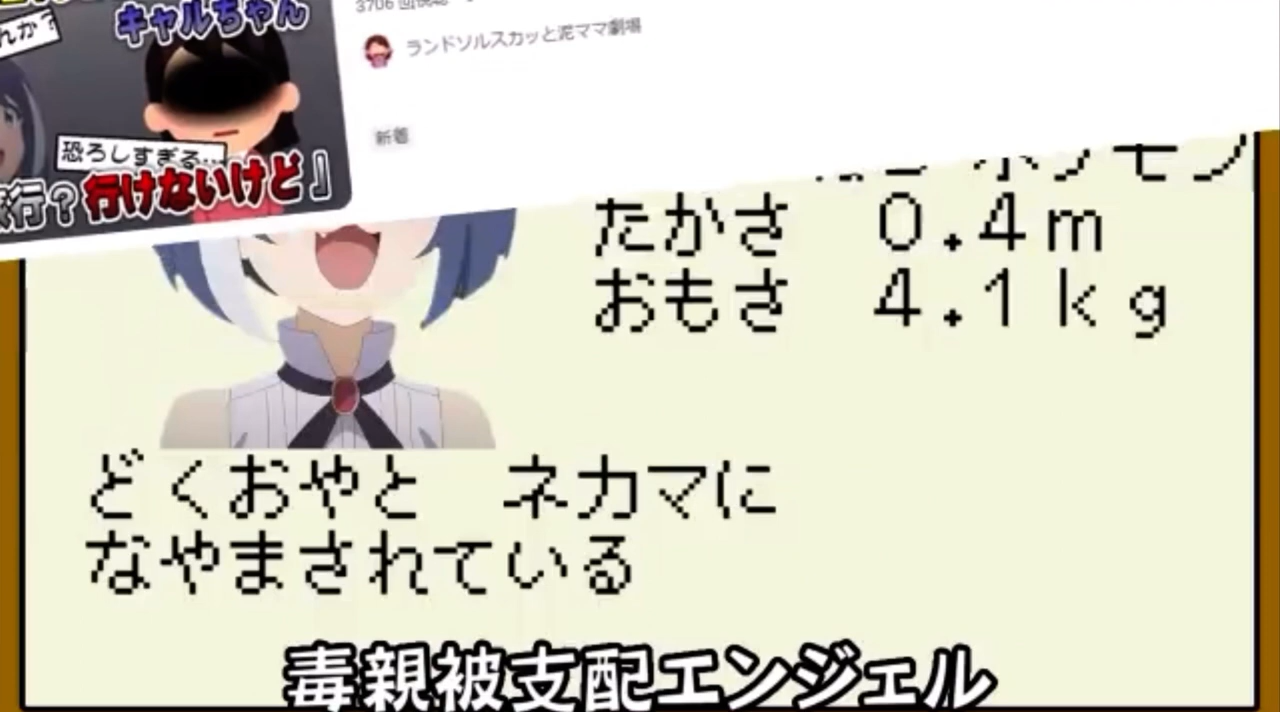 キャルちゃん
んか?
恐ろしすぎる…
行?行けないけど』
ランドソルスカッと泥ママ劇場
新着
たかさ 0.4m
おもさ 4.1kg
どくおやと ネカマに
なやまされている
毒親被支配エンジェル